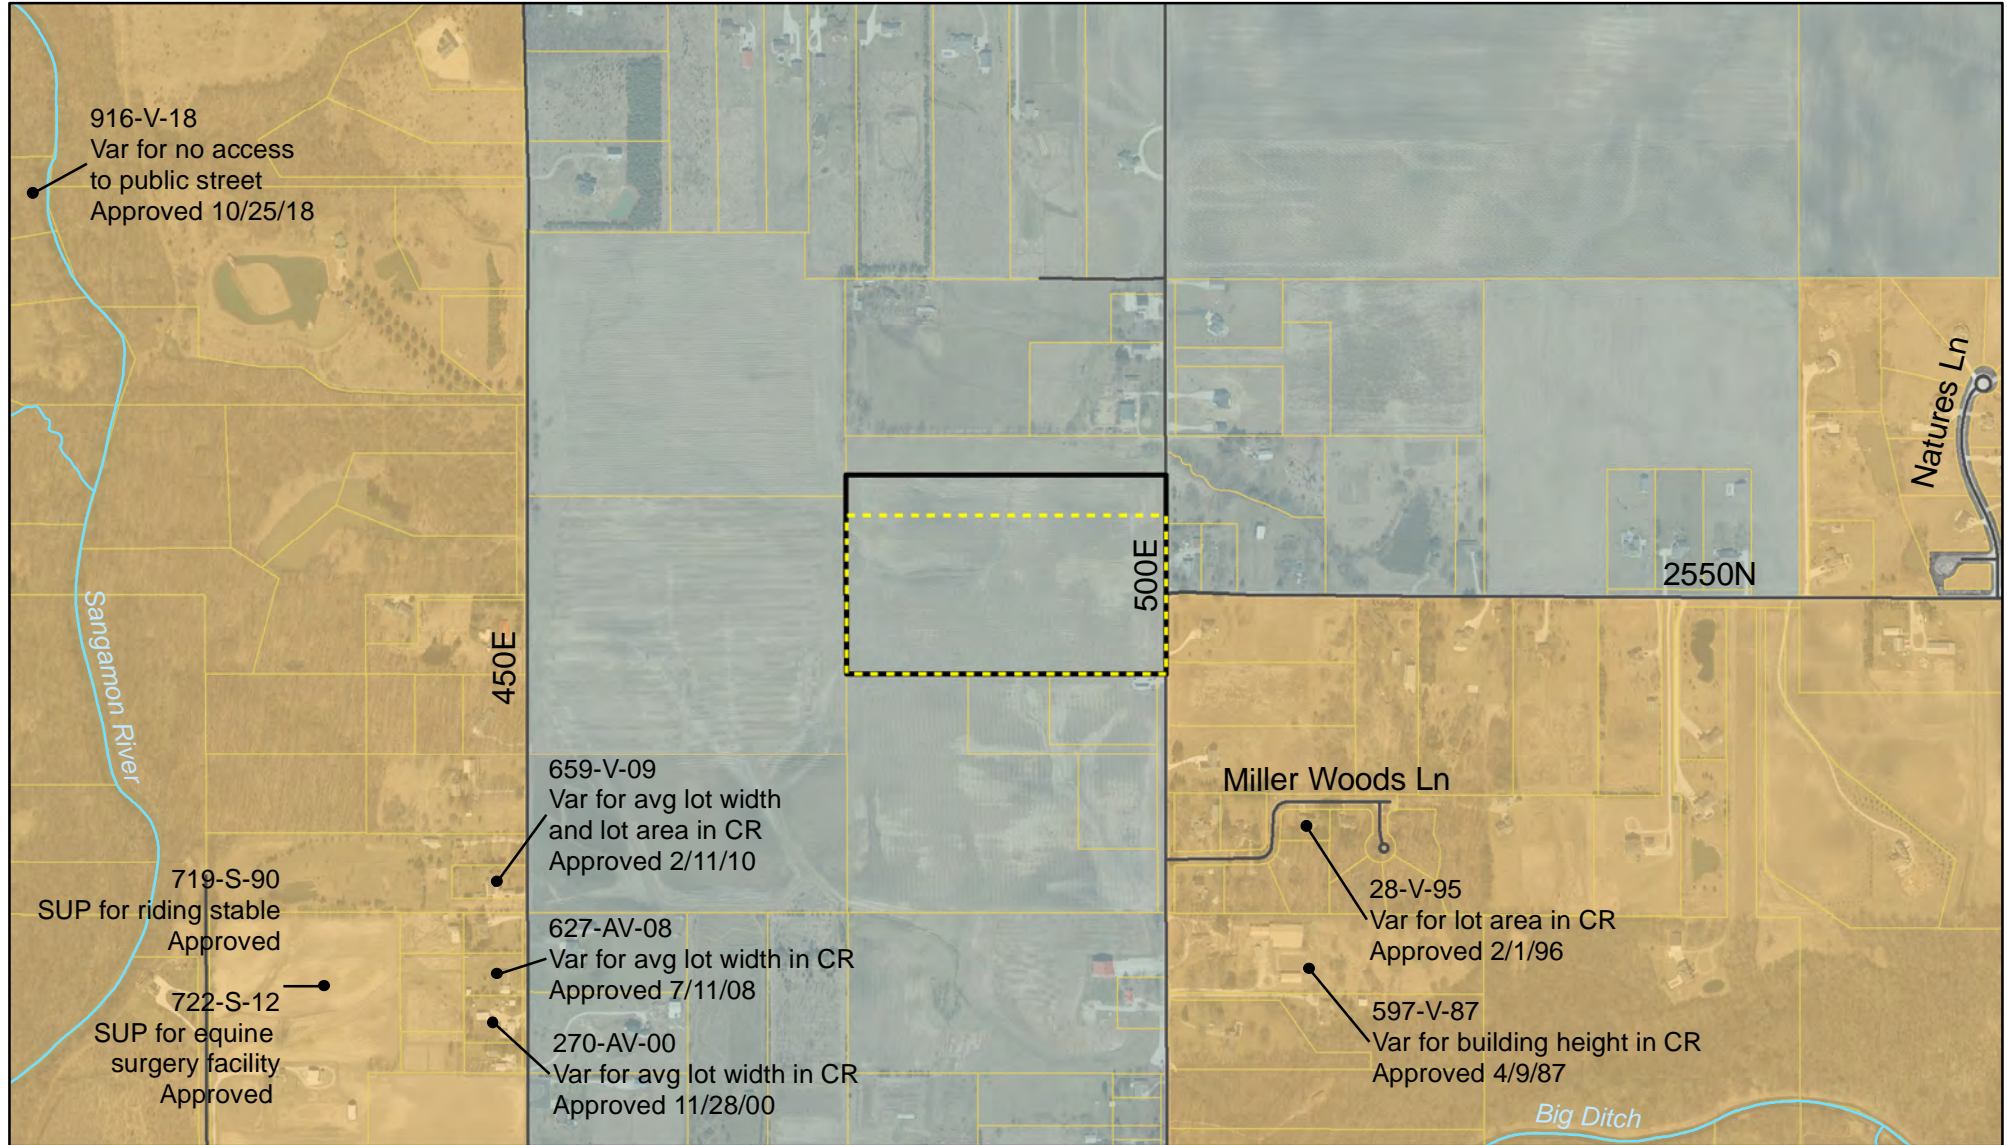 916-V-18
Var for no access
to public street
Approved 10/25/18
Natures Ln
500E
2550N
Sangamon River
450E
659-V-09
Var for avg lot width
and lot area in CR
Approved 2/11/10
Miller Woods Ln
719-S-90
SUP for riding stable
Approved
28-V-95
Var for lot area in CR
Approved 2/1/96
627-AV-08
Var for avg lot width in CR
Approved 7/11/08
722-S-12
SUP for equine
surgery facility
Approved
597-V-87
Var for building height in CR
Approved 4/9/87
270-AV-00
Var for avg lot width in CR
Approved 11/28/00
Big Ditch